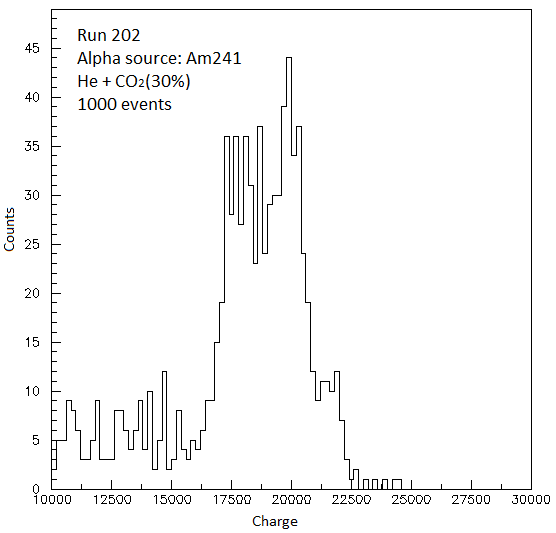 Run 202
Alpha source: Am241
He + CO₂(30%)
1000 events
45
40
35
30
25
20
15
10
5
0
Counts
10000 12500 15000 17500 20000 22500 25000 27500 30000
Charge